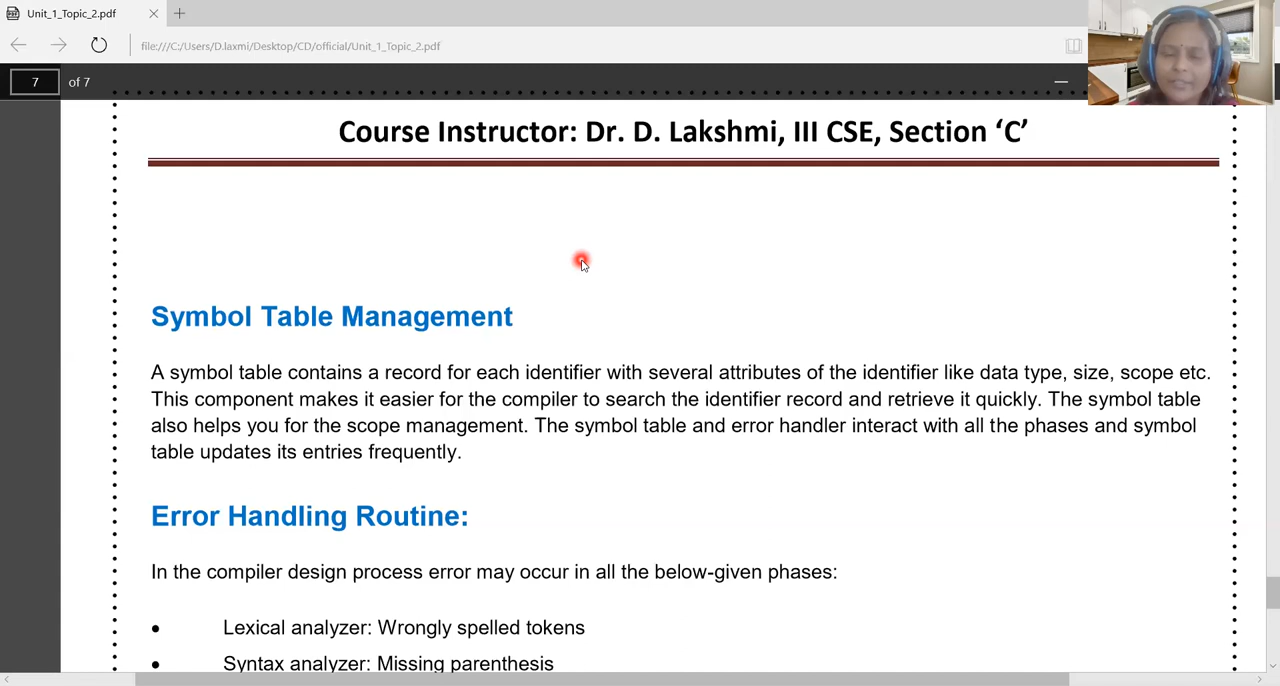 Unit_1_Topic_2.pdf
file:///C:/Users/D.laxmi/Desktop/CD/official/Unit_1_Topic_2.pdf
7 of 7
Course Instructor: Dr. D. Lakshmi, III CSE, Section ‘C’
Symbol Table Management
A symbol table contains a record for each identifier with several attributes of the identifier like data type, size, scope etc.
This component makes it easier for the compiler to search the identifier record and retrieve it quickly. The symbol table
also helps you for the scope management. The symbol table and error handler interact with all the phases and symbol
table updates its entries frequently.
Error Handling Routine:
In the compiler design process error may occur in all the below-given phases:
• Lexical analyzer: Wrongly spelled tokens
• Syntax analyzer: Missing parenthesis